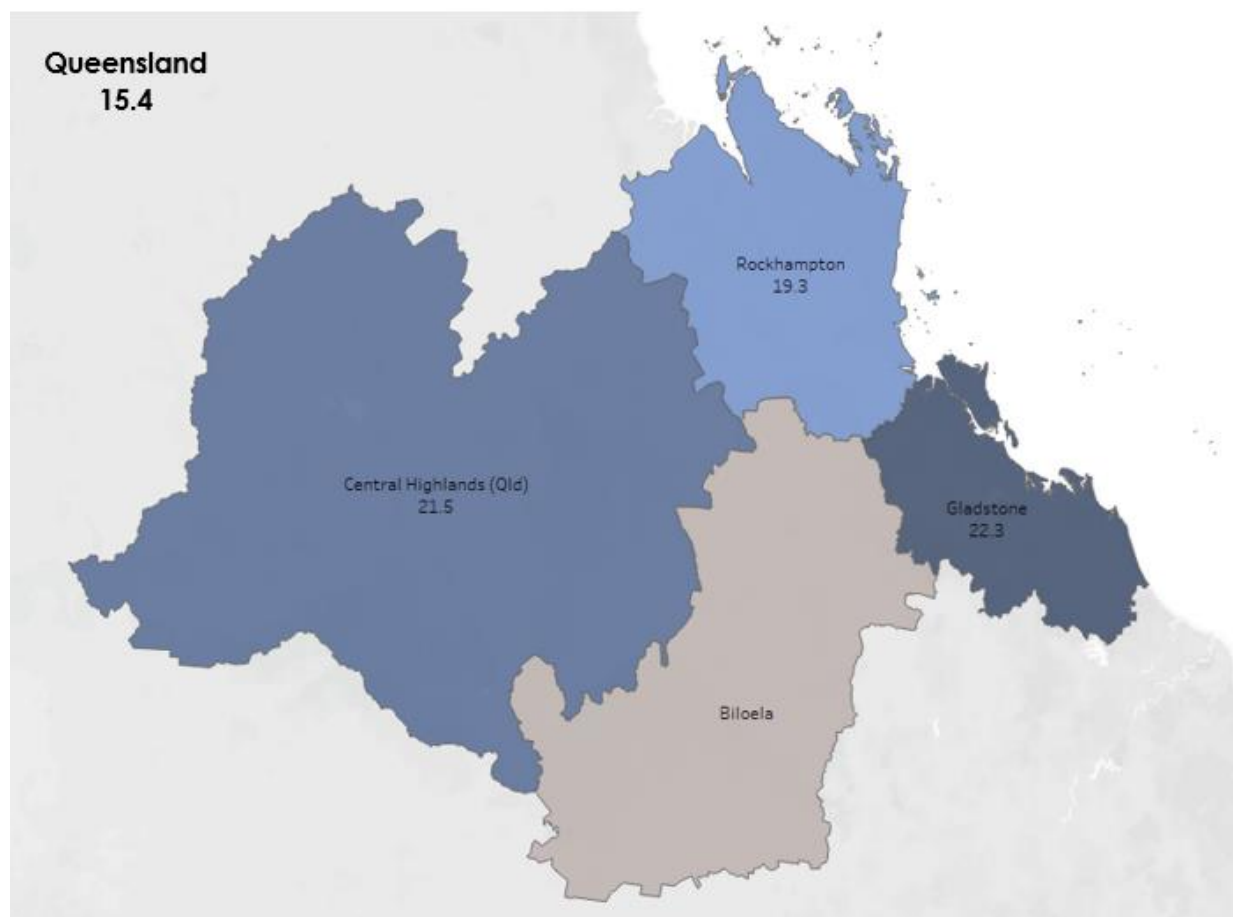 Queensland
15.4
Rockhampton
19.3
Central Highlands (Qld)
21.5
Gladstone
22.3
Biloela